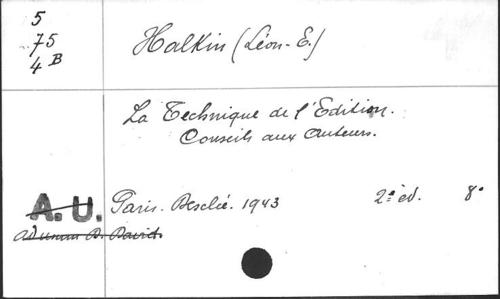 5
75
4 B
Halkin (Léon-E.)
La Technique de l'Edition.
Conseils aux Auteurs.
A. U. Paris. Desclée. 1943 2e éd. 8°